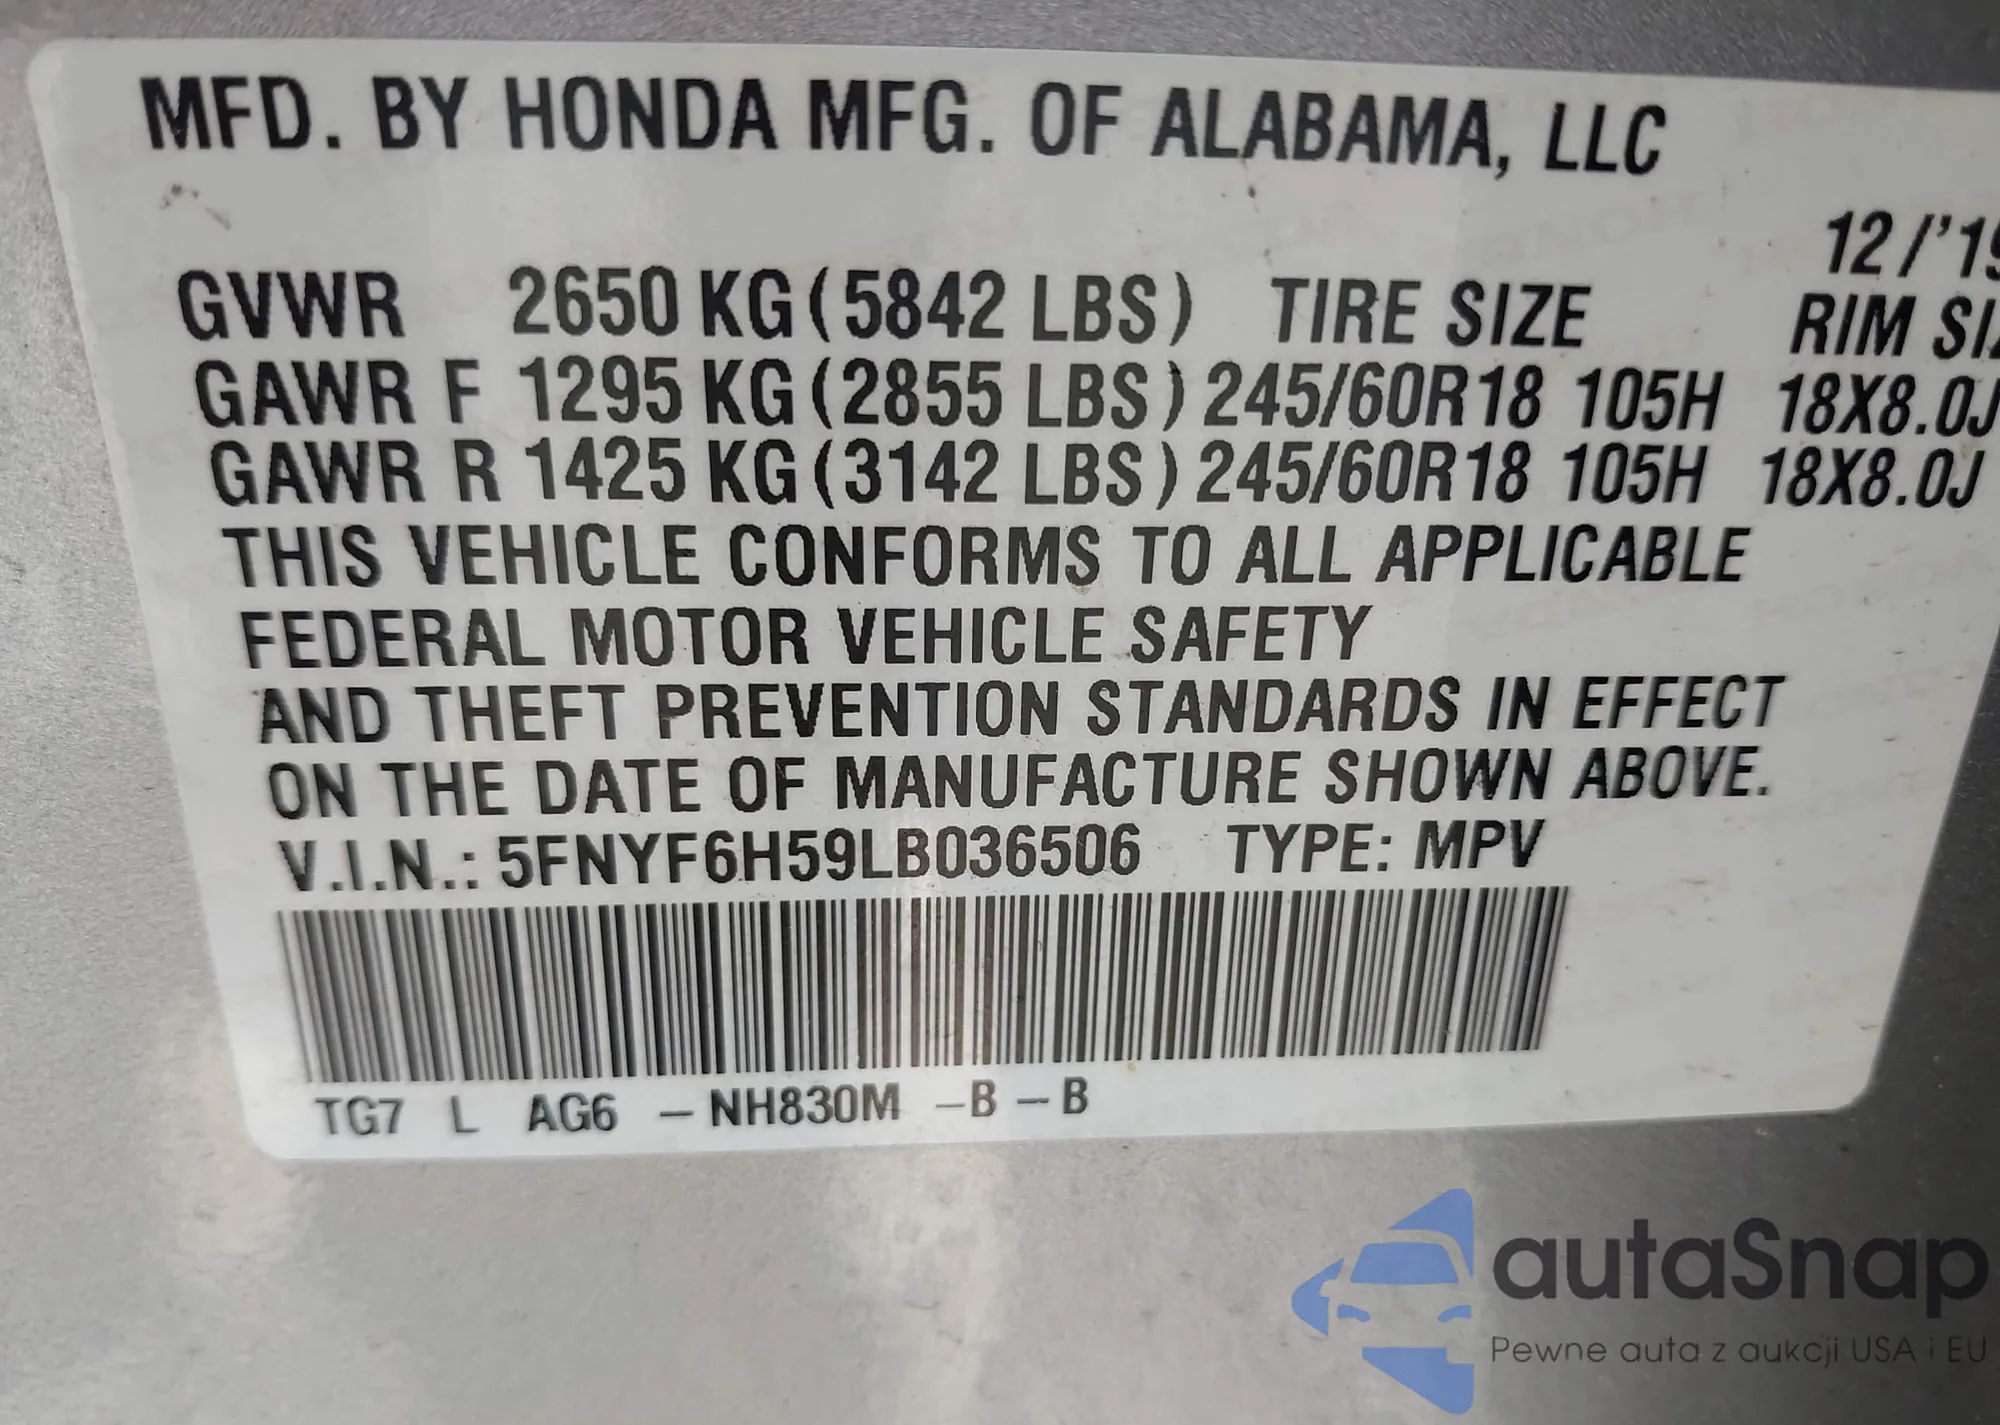 MFD. BY HONDA MFG. OF ALABAMA, LLC
12/'19
GVWR 2650 KG (5842 LBS) TIRE SIZE RIM SIZ
GAWR F 1295 KG (2855 LBS) 245/60R18 105H 18X8.0J
GAWR R 1425 KG (3142 LBS) 245/60R18 105H 18X8.0J
THIS VEHICLE CONFORMS TO ALL APPLICABLE
FEDERAL MOTOR VEHICLE SAFETY
AND THEFT PREVENTION STANDARDS IN EFFECT
ON THE DATE OF MANUFACTURE SHOWN ABOVE.
V.I.N.: 5FNYF6H59LB036506 TYPE: MPV
TG7 L AG6 – NH830M – B – B
autaSnap
Pewne auta z aukcji USA i EU